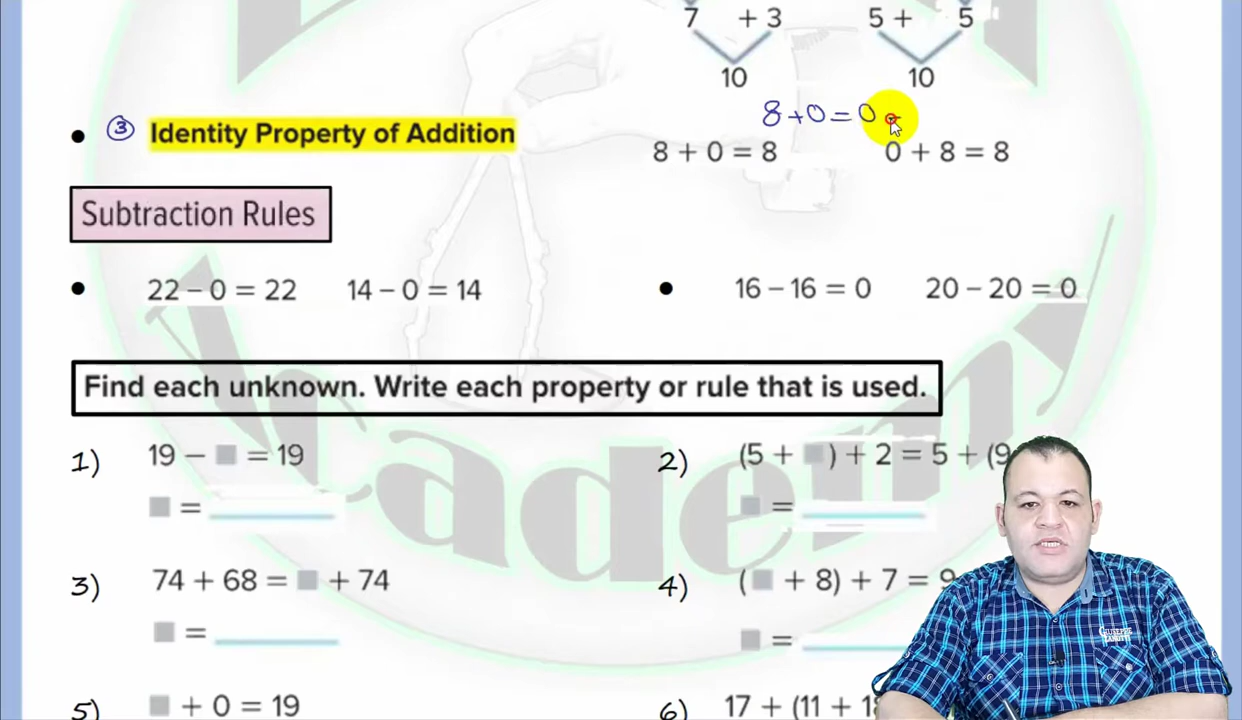 7 + 3 5 + 5
10 10
8+0=0
③ Identity Property of Addition 8 + 0 = 8 0 + 8 = 8
Subtraction Rules
22 – 0 = 22 14 – 0 = 14 16 – 16 = 0 20 – 20 = 0
Find each unknown. Write each property or rule that is used.
1) 19 – ■ = 19 2) (5 + ■ ) + 2 = 5 + (9
■ = ■ =
3) 74 + 68 = ■ + 74 4) ( ■ + 8) + 7 = 9
■ = ■ =
5) ■ + 0 = 19 6) 17 + (11 + 18